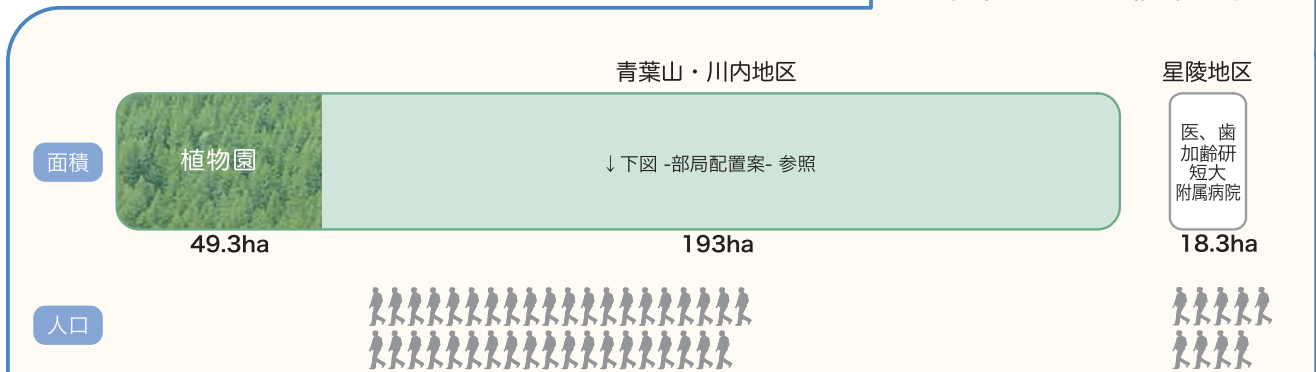 青葉山・川内地区
星陵地区
面積
植物園
↓下図 -部局配置案- 参照
医、歯
加齢研
短大
附属病院
49.3ha
193ha
18.3ha
人口